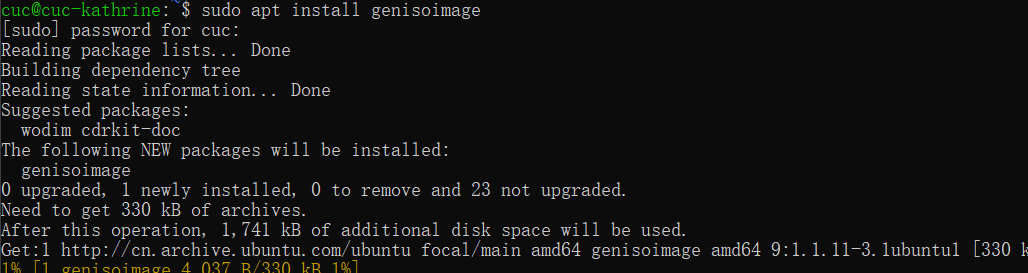 cuc@cuc-kathrine:~$ sudo apt install genisoimage
[sudo] password for cuc:
Reading package lists... Done
Building dependency tree
Reading state information... Done
Suggested packages:
  wodim cdrkit-doc
The following NEW packages will be installed:
  genisoimage
0 upgraded, 1 newly installed, 0 to remove and 23 not upgraded.
Need to get 330 kB of archives.
After this operation, 1,741 kB of additional disk space will be used.
Get:1 http://cn.archive.ubuntu.com/ubuntu focal/main amd64 genisoimage amd64 9:1.1.11-3.1ubuntu1 [330 k
1% [1 genisoimage 4,037 B/330 kB 1%]